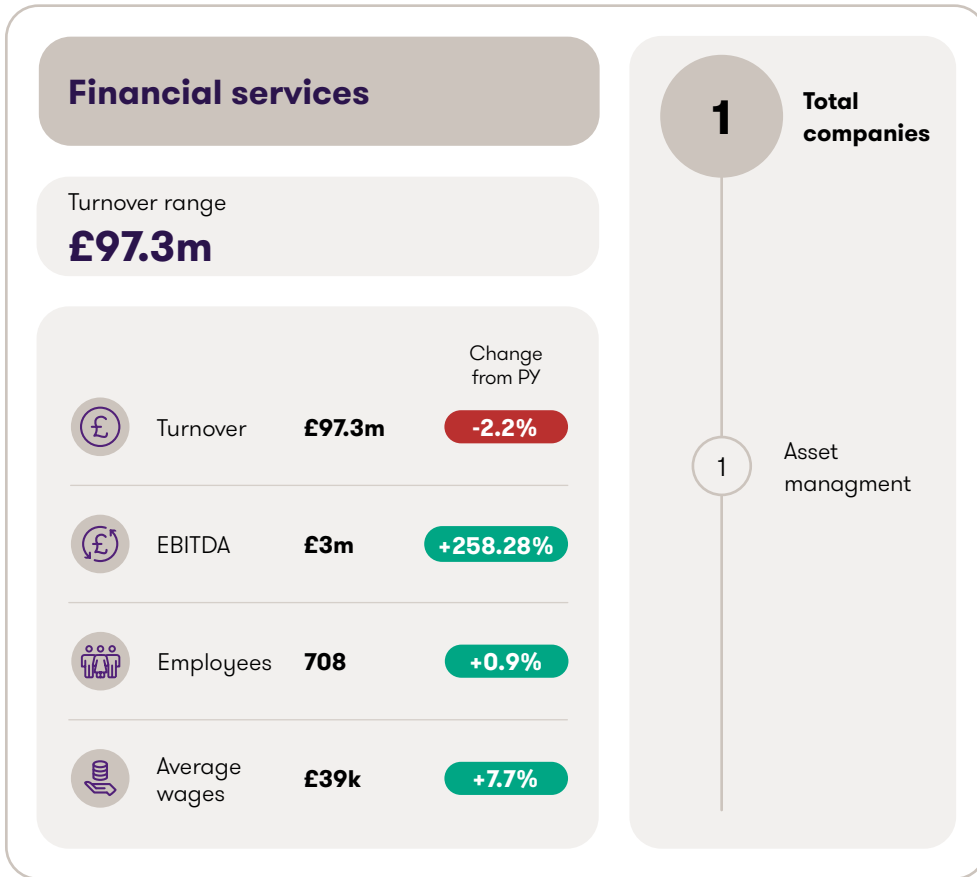 Financial services
Turnover range
£97.3m
Change
from PY
£
Turnover £97.3m -2.2%
£
EBITDA £3m +258.28%
Employees 708 +0.9%
Average
wages £39k +7.7%
1 Total
companies
1 Asset
managment